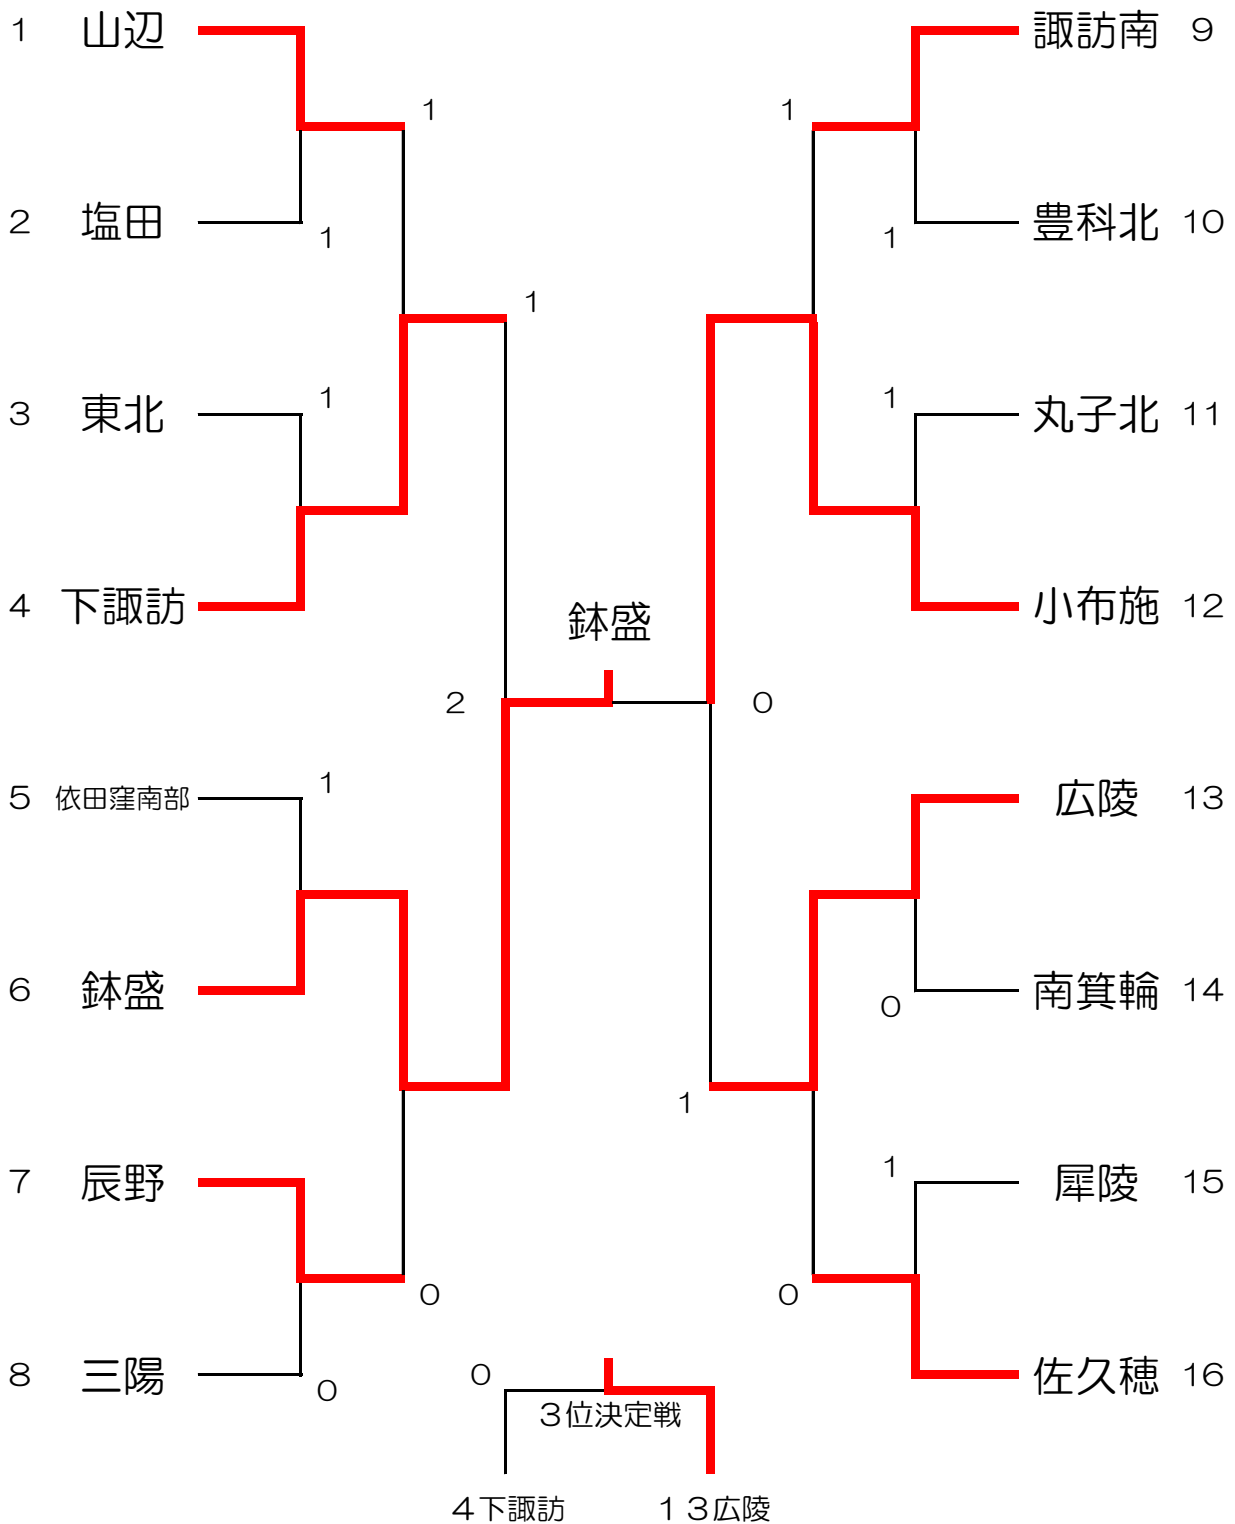 1 山辺
2 塩田
3 東北
4 下諏訪
5 依田窪南部
6 鉢盛
7 辰野
8 三陽
1
1
1
1
1
0
0
鉢盛
2
0
諏訪南 9
豊科北 10
丸子北 11
小布施 12
広陵 13
南箕輪 14
犀陵 15
佐久穂 16
1
1
1
0
1
1
0
0
3位決定戦
4下諏訪
13広陵